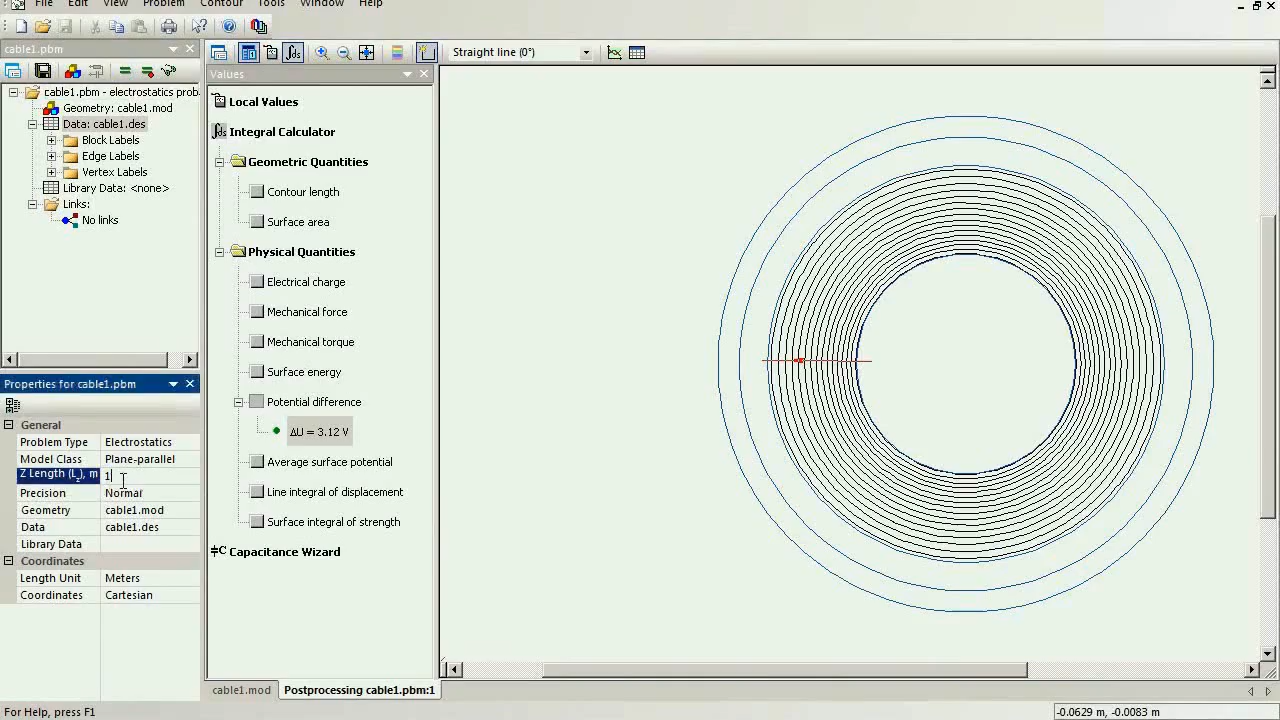 File Edit View Problem Contour Tools Window Help
cable1.pbm
cable1.pbm - electrostatics prob
Geometry: cable1.mod
Data: cable1.des
Block Labels
Edge Labels
Vertex Labels
Library Data: <none>
Links:
No links
Properties for cable1.pbm
General
Problem Type Electrostatics
Model Class Plane-parallel
Z Length (Lz), m 1
Precision Normal
Geometry cable1.mod
Data cable1.des
Library Data
Coordinates
Length Unit Meters
Coordinates Cartesian
Straight line (0°)
Values
Local Values
Integral Calculator
Geometric Quantities
Contour length
Surface area
Physical Quantities
Electrical charge
Mechanical force
Mechanical torque
Surface energy
Potential difference
ΔU = 3.12 V
Average surface potential
Line integral of displacement
Surface integral of strength
Capacitance Wizard
cable1.mod Postprocessing cable1.pbm:1
For Help, press F1
-0.0629 m, -0.0083 m